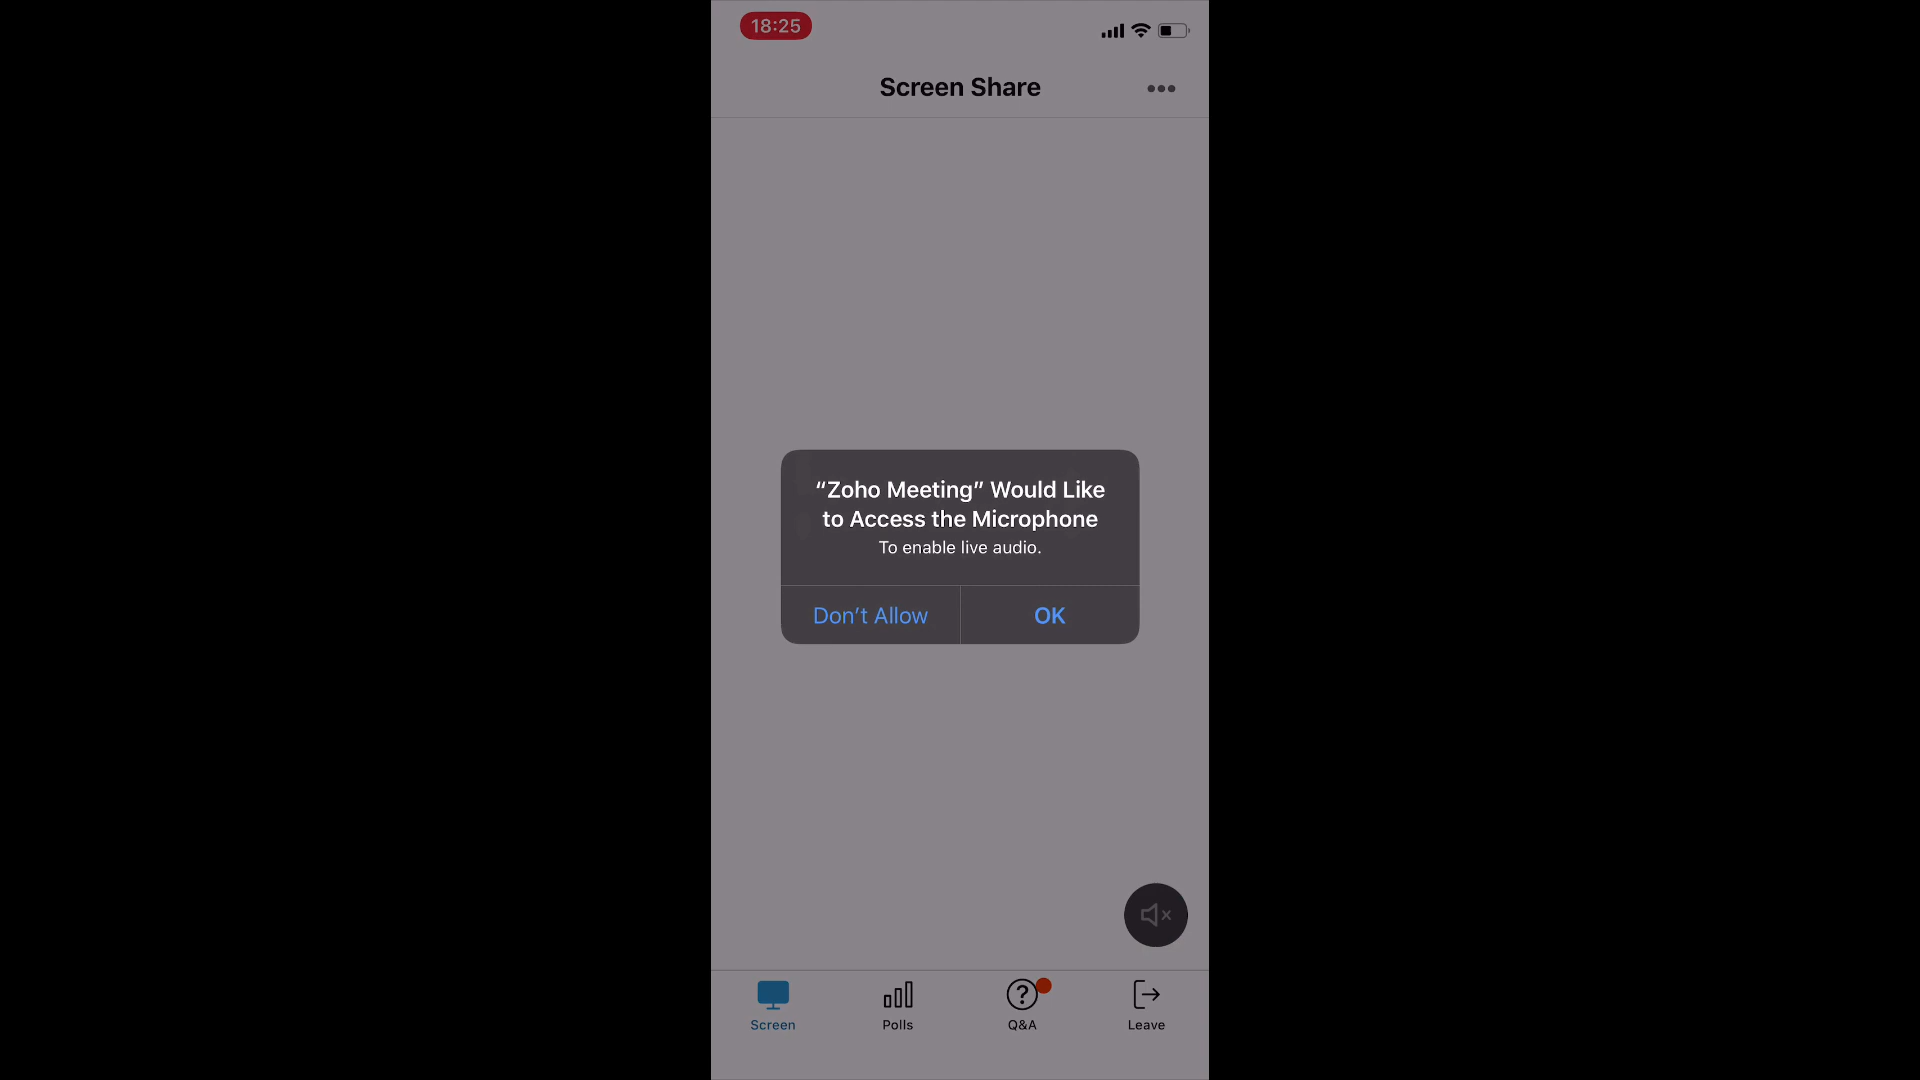 18:25
Screen Share
“Zoho Meeting” Would Like
to Access the Microphone
To enable live audio.
Don’t Allow
OK
Screen
Polls
Q&A
Leave